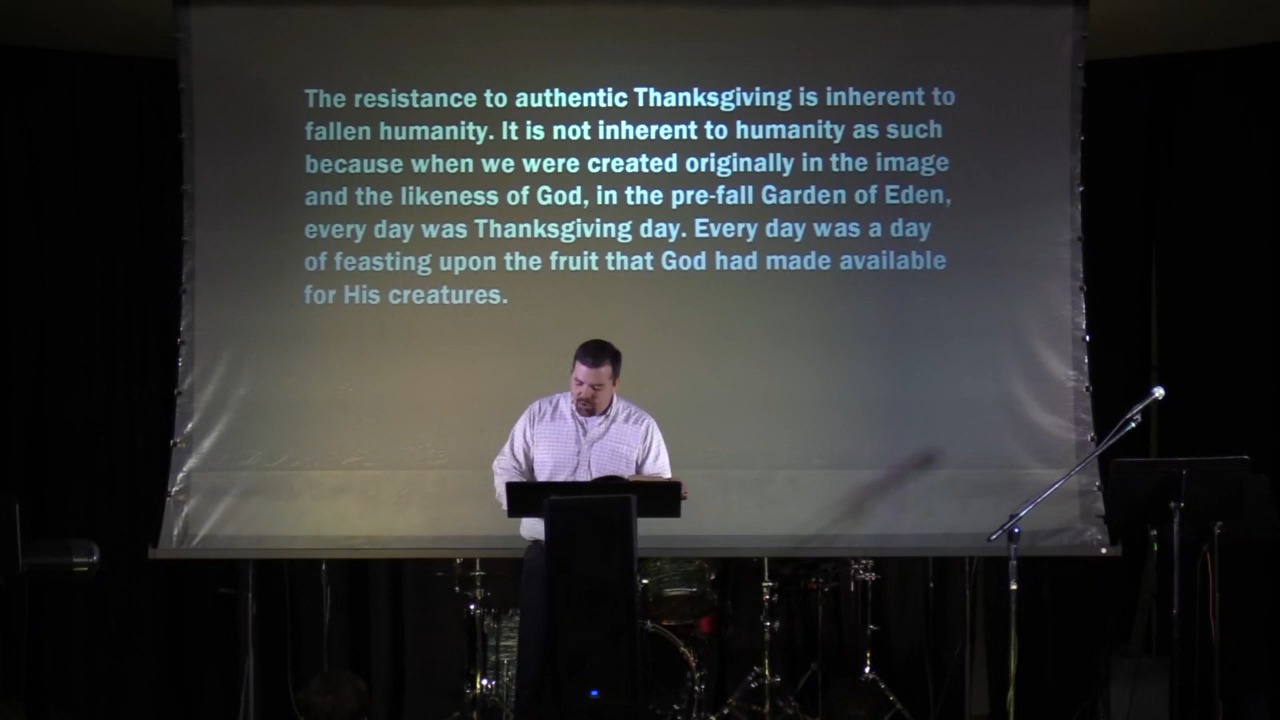 The resistance to authentic Thanksgiving is inherent to
fallen humanity. It is not inherent to humanity as such
because when we were created originally in the image
and the likeness of God, in the pre-fall Garden of Eden,
every day was Thanksgiving day. Every day was a day
of feasting upon the fruit that God had made available
for His creatures.